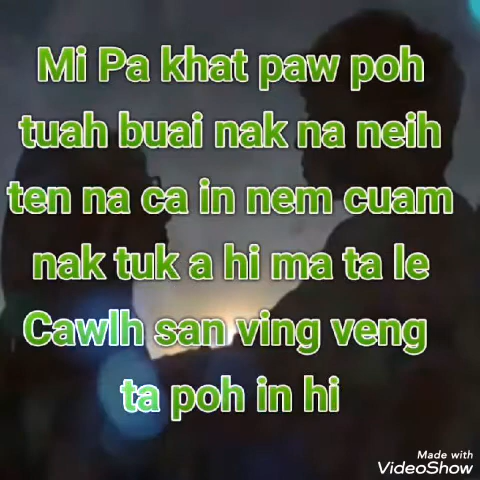 Mi Pa khat paw poh
tuah buai nak na neih
ten na ca in nem cuam
nak tuk a hi ma ta le
Cawlh san ving veng
ta poh in hi
Made with
VideoShow